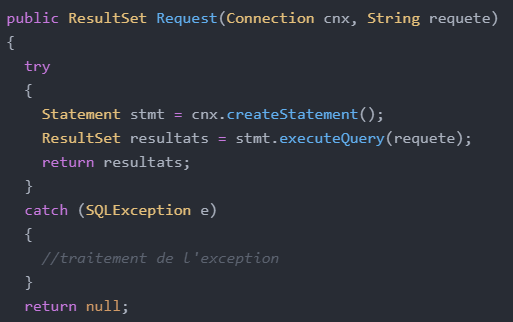 public ResultSet Request(Connection cnx, String requete)
{
try
{
Statement stmt = cnx.createStatement();
ResultSet resultats = stmt.executeQuery(requete);
return resultats;
}
catch (SQLException e)
{
//traitement de l'exception
}
return null;